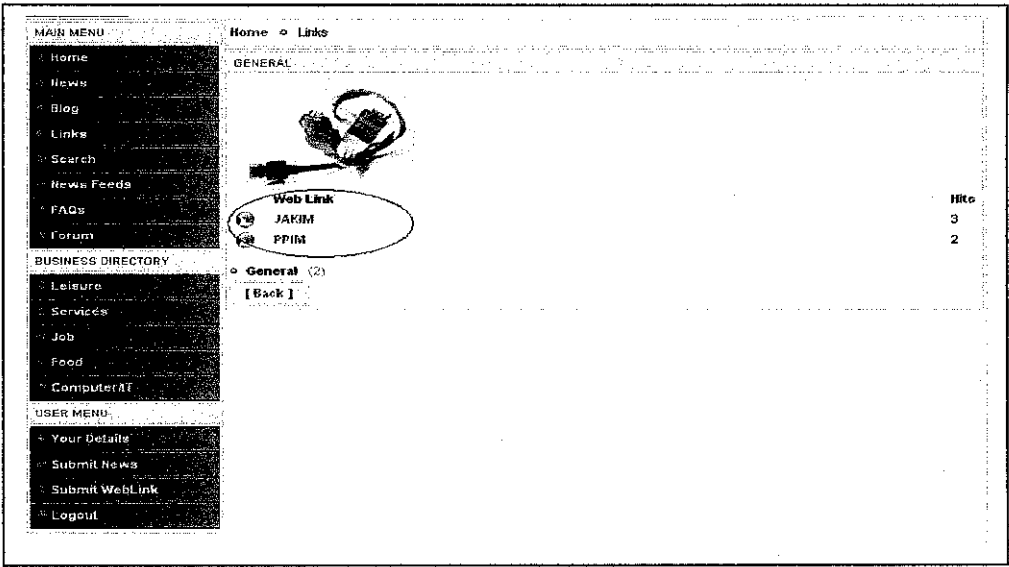 MAIN MENU
Home
News
Blog
Links
Search
News Feeds
FAQs
Forum
BUSINESS DIRECTORY
Leisure
Services
Job
Food
Computer/IT
USER MENU
Your Details
Submit News
Submit WebLink
Logout
Home Links
GENERAL
Web Link Hits
JAKIM 3
PPIM 2
General (2)
[ Back ]